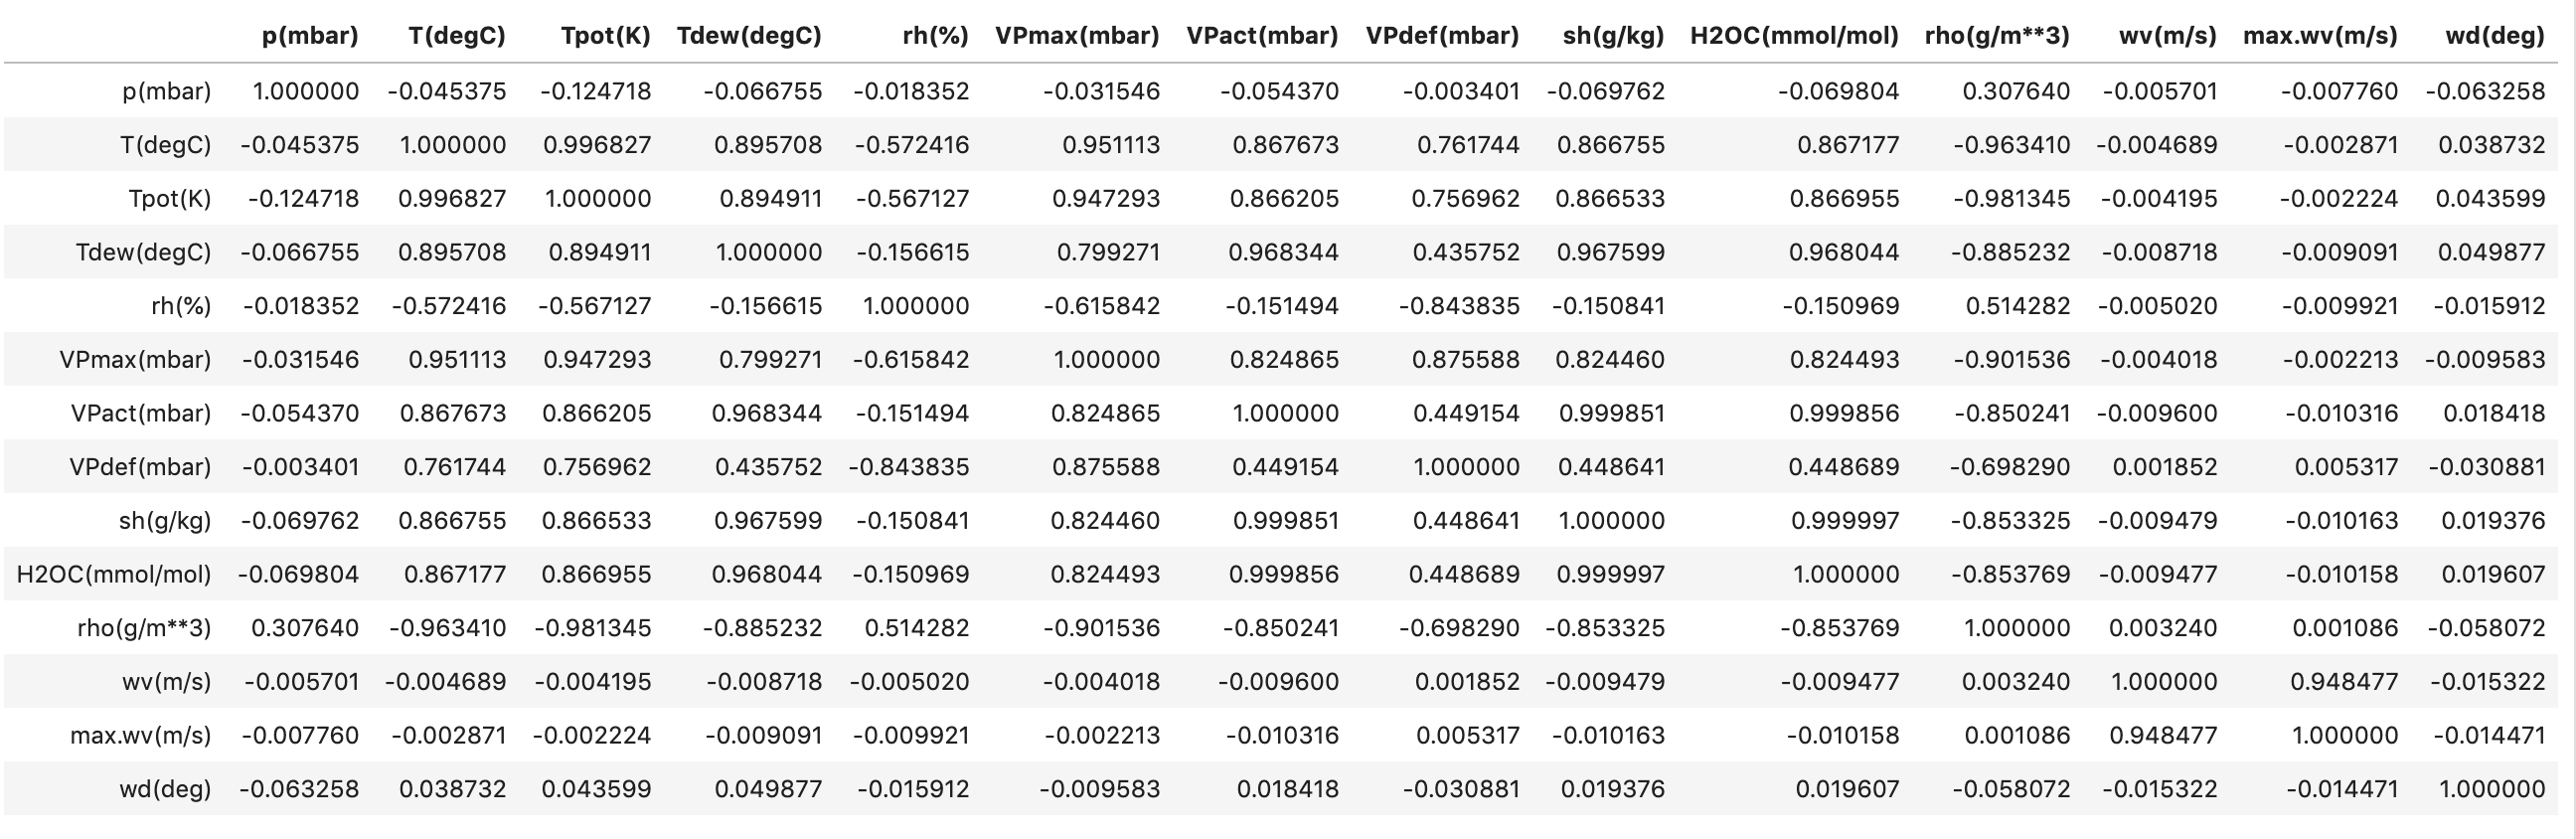 p(mbar) T(degC) Tpot(K) Tdew(degC) rh(%) VPmax(mbar) VPact(mbar) VPdef(mbar) sh(g/kg) H2OC(mmol/mol) rho(g/m**3) wv(m/s) max.wv(m/s) wd(deg)
p(mbar) 1.000000 -0.045375 -0.124718 -0.066755 -0.018352 -0.031546 -0.054370 -0.003401 -0.069762 -0.069804 0.307640 -0.005701 -0.007760 -0.063258
T(degC) -0.045375 1.000000 0.996827 0.895708 -0.572416 0.951113 0.867673 0.761744 0.866755 0.867177 -0.963410 -0.004689 -0.002871 0.038732
Tpot(K) -0.124718 0.996827 1.000000 0.894911 -0.567127 0.947293 0.866205 0.756962 0.866533 0.866955 -0.981345 -0.004195 -0.002224 0.043599
Tdew(degC) -0.066755 0.895708 0.894911 1.000000 -0.156615 0.799271 0.968344 0.435752 0.967599 0.968044 -0.885232 -0.008718 -0.009091 0.049877
rh(%) -0.018352 -0.572416 -0.567127 -0.156615 1.000000 -0.615842 -0.151494 -0.843835 -0.150841 -0.150969 0.514282 -0.005020 -0.009921 -0.015912
VPmax(mbar) -0.031546 0.951113 0.947293 0.799271 -0.615842 1.000000 0.824865 0.875588 0.824460 0.824493 -0.901536 -0.004018 -0.002213 -0.009583
VPact(mbar) -0.054370 0.867673 0.866205 0.968344 -0.151494 0.824865 1.000000 0.449154 0.999851 0.999856 -0.850241 -0.009600 -0.010316 0.018418
VPdef(mbar) -0.003401 0.761744 0.756962 0.435752 -0.843835 0.875588 0.449154 1.000000 0.448641 0.448689 -0.698290 0.001852 0.005317 -0.030881
sh(g/kg) -0.069762 0.866755 0.866533 0.967599 -0.150841 0.824460 0.999851 0.448641 1.000000 0.999997 -0.853325 -0.009479 -0.010163 0.019376
H2OC(mmol/mol) -0.069804 0.867177 0.866955 0.968044 -0.150969 0.824493 0.999856 0.448689 0.999997 1.000000 -0.853769 -0.009477 -0.010158 0.019607
rho(g/m**3) 0.307640 -0.963410 -0.981345 -0.885232 0.514282 -0.901536 -0.850241 -0.698290 -0.853325 -0.853769 1.000000 0.003240 0.001086 -0.058072
wv(m/s) -0.005701 -0.004689 -0.004195 -0.008718 -0.005020 -0.004018 -0.009600 0.001852 -0.009479 -0.009477 0.003240 1.000000 0.948477 -0.015322
max.wv(m/s) -0.007760 -0.002871 -0.002224 -0.009091 -0.009921 -0.002213 -0.010316 0.005317 -0.010163 -0.010158 0.001086 0.948477 1.000000 -0.014471
wd(deg) -0.063258 0.038732 0.043599 0.049877 -0.015912 -0.009583 0.018418 -0.030881 0.019376 0.019607 -0.058072 -0.015322 -0.014471 1.000000